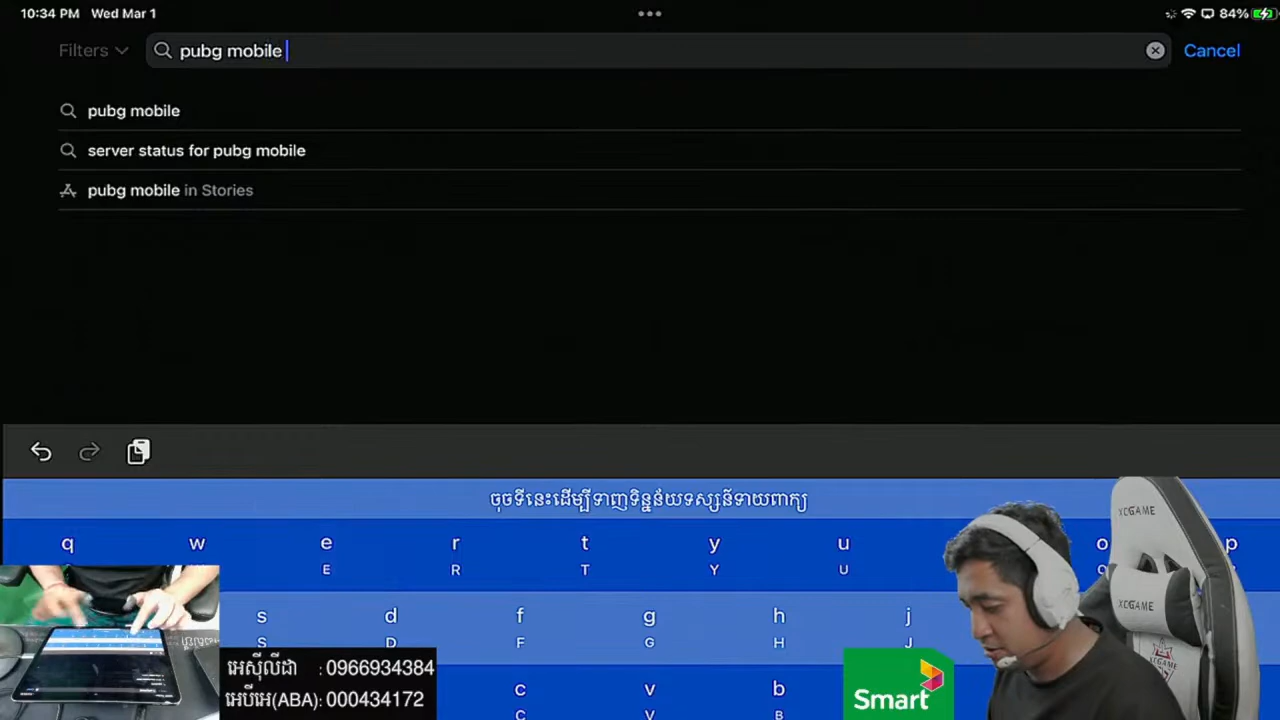 10:34 PM Wed Mar 1
84%
Filters
pubg mobile
Cancel
pubg mobile
server status for pubg mobile
pubg mobile in Stories
ចុចទីនេះដើម្បីទាញទិន្នន័យទស្សន៍ទាយពាក្យ
q w e r t y u o p
E R T Y U
s d f g h j
S D F G H J
c v b
C V B
XCGAME
XCGAME
អេស៊ីលីដា : 0966934384
អេប៊ីអេ(ABA): 000434172
Smart